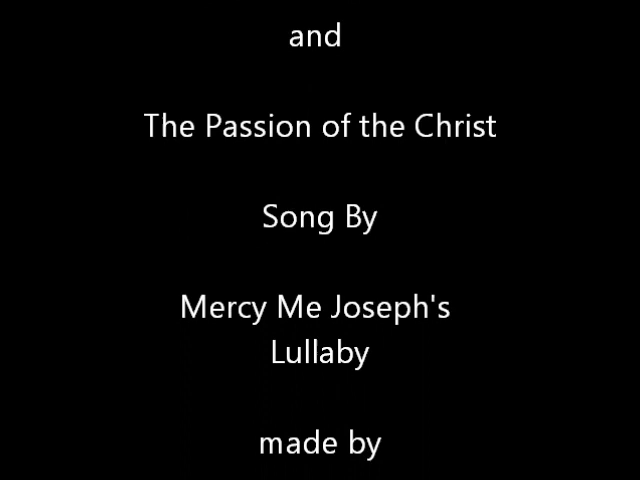 and
The Passion of the Christ
Song By
Mercy Me Joseph's
Lullaby
made by